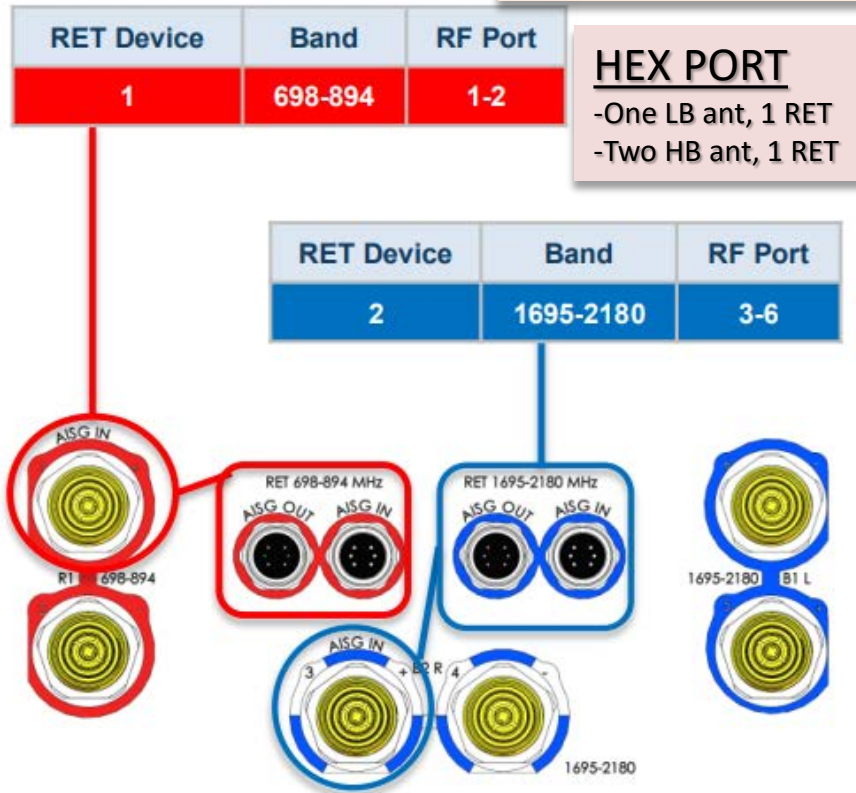 RET Device Band RF Port
1 698-894 1-2
HEX PORT
-One LB ant, 1 RET
-Two HB ant, 1 RET
RET Device Band RF Port
2 1695-2180 3-6
AISG IN
RET 698-894 MHz
AISG OUT AISG IN
RET 1695-2180 MHz
AISG OUT AISG IN
R1 698-894
1695-2180 B1 L
AISG IN
3 + B2 R 4 -
1695-2180